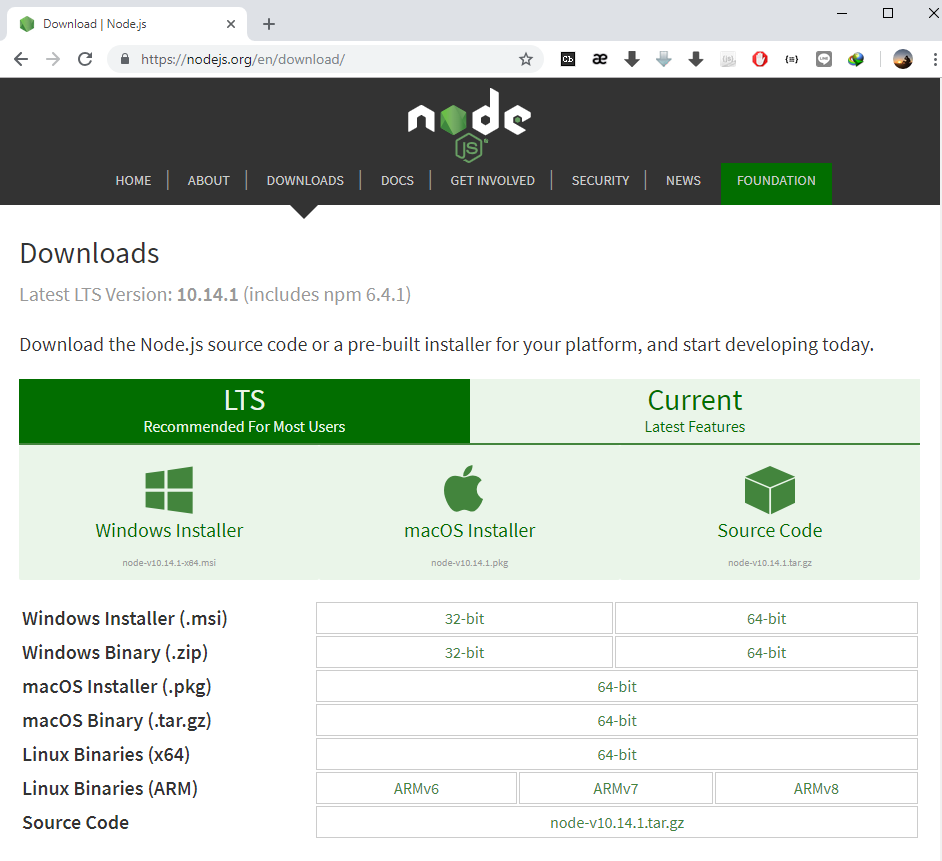 Download | Node.js
https://nodejs.org/en/download/
Cb
æ
node
JS
HOME | ABOUT | DOWNLOADS | DOCS | GET INVOLVED | SECURITY | NEWS FOUNDATION
Downloads
Latest LTS Version: 10.14.1 (includes npm 6.4.1)
Download the Node.js source code or a pre-built installer for your platform, and start developing today.
LTS Current
Recommended For Most Users Latest Features
Windows Installer macOS Installer Source Code
node-v10.14.1-x64.msi node-v10.14.1.pkg node-v10.14.1.tar.gz
Windows Installer (.msi) 32-bit 64-bit
Windows Binary (.zip) 32-bit 64-bit
macOS Installer (.pkg) 64-bit
macOS Binary (.tar.gz) 64-bit
Linux Binaries (x64) 64-bit
Linux Binaries (ARM) ARMv6 ARMv7 ARMv8
Source Code node-v10.14.1.tar.gz